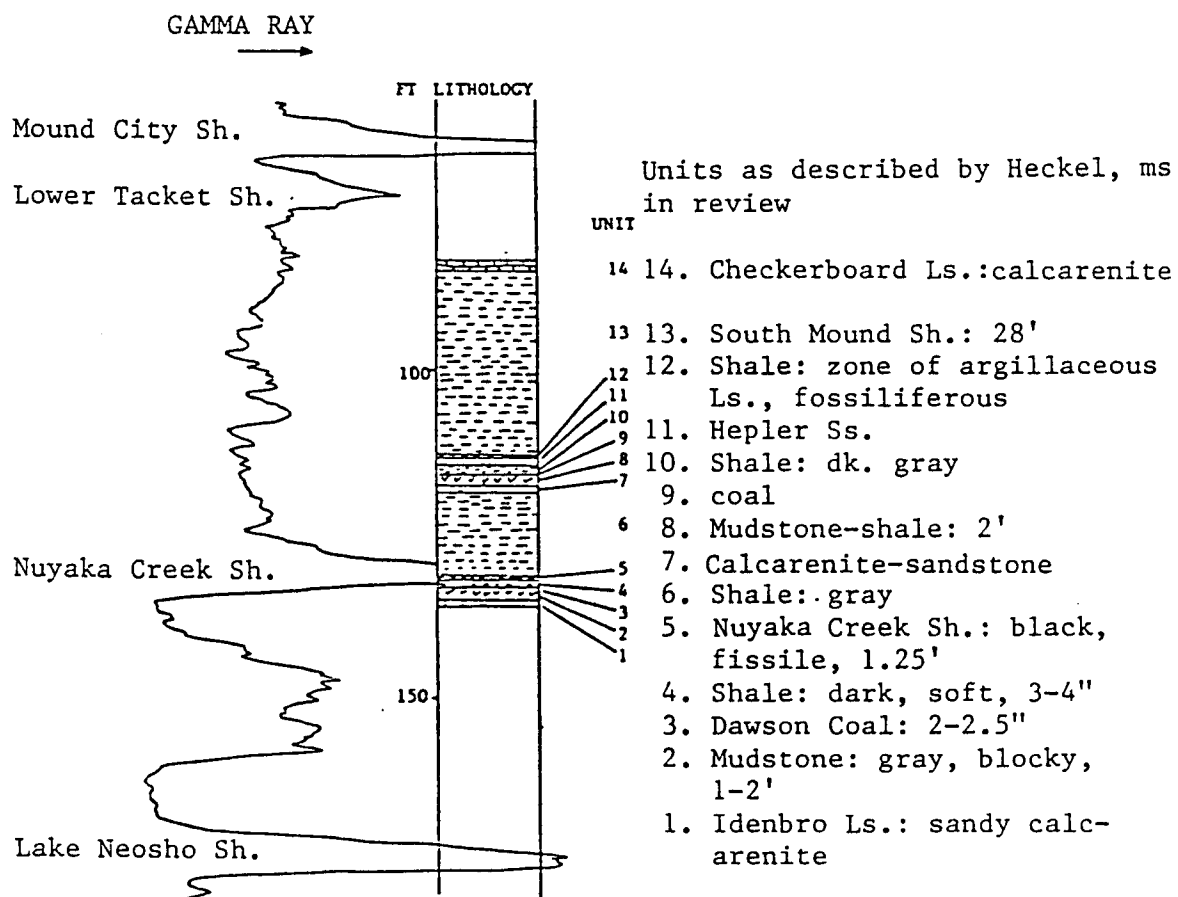 GAMMA RAY
FT LITHOLOGY
Mound City Sh.
Lower Tacket Sh.
Units as described by Heckel, ms
in review
UNIT
14 14. Checkerboard Ls.:calcarenite
13 13. South Mound Sh.: 28'
100
12 12. Shale: zone of argillaceous
Ls., fossiliferous
11 11. Hepler Ss.
10 10. Shale: dk. gray
9 9. coal
8 8. Mudstone-shale: 2'
7 7. Calcarenite-sandstone
6 6. Shale: gray
Nuyaka Creek Sh.
5 5. Nuyaka Creek Sh.: black,
fissile, 1.25'
4 4. Shale: dark, soft, 3-4"
3 3. Dawson Coal: 2-2.5"
2 2. Mudstone: gray, blocky,
1-2'
1 1. Idenbro Ls.: sandy calc-
arenite
150
Lake Neosho Sh.